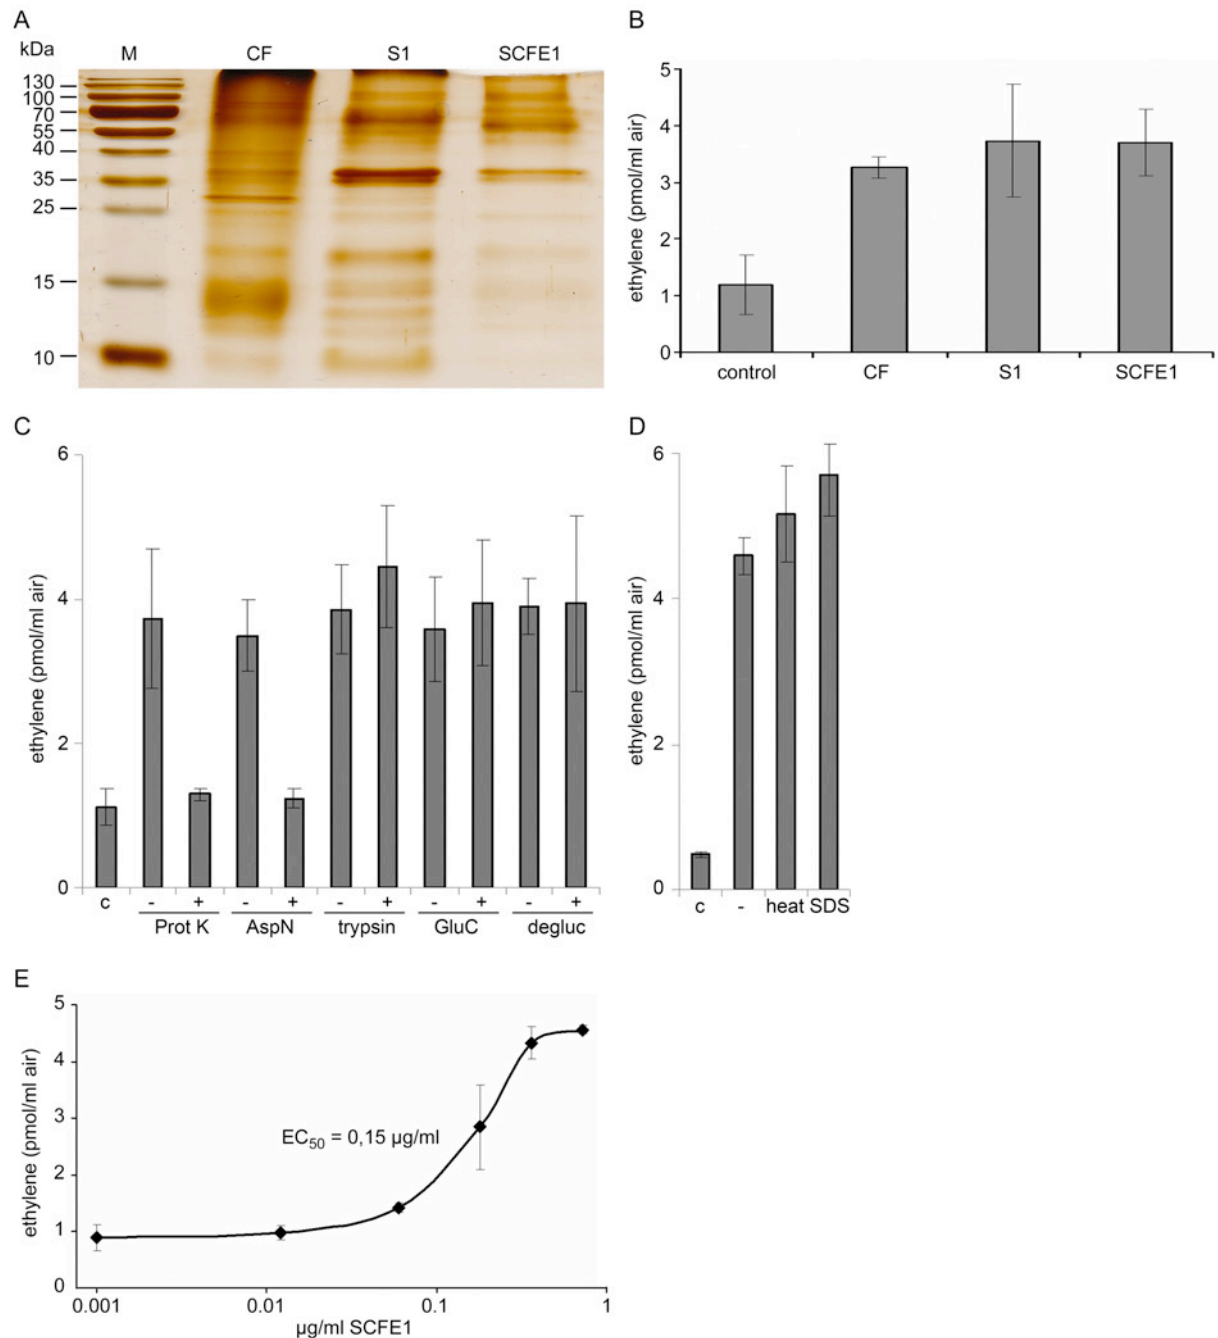 A
kDa M CF S1 SCFE1
130
100
70
55
40
35
25
15
10
B
ethylene (pmol/ml air)
5
4
3
2
1
0
control CF S1 SCFE1
C
ethylene (pmol/ml air)
6
4
2
0
c - + - + - + - + - +
Prot K AspN trypsin GluC degluc
D
ethylene (pmol/ml air)
6
4
2
0
c - heat SDS
E
ethylene (pmol/ml air)
5
4
3
2
1
0
EC50 = 0,15 µg/ml
0.001 0.01 0.1 1
µg/ml SCFE1